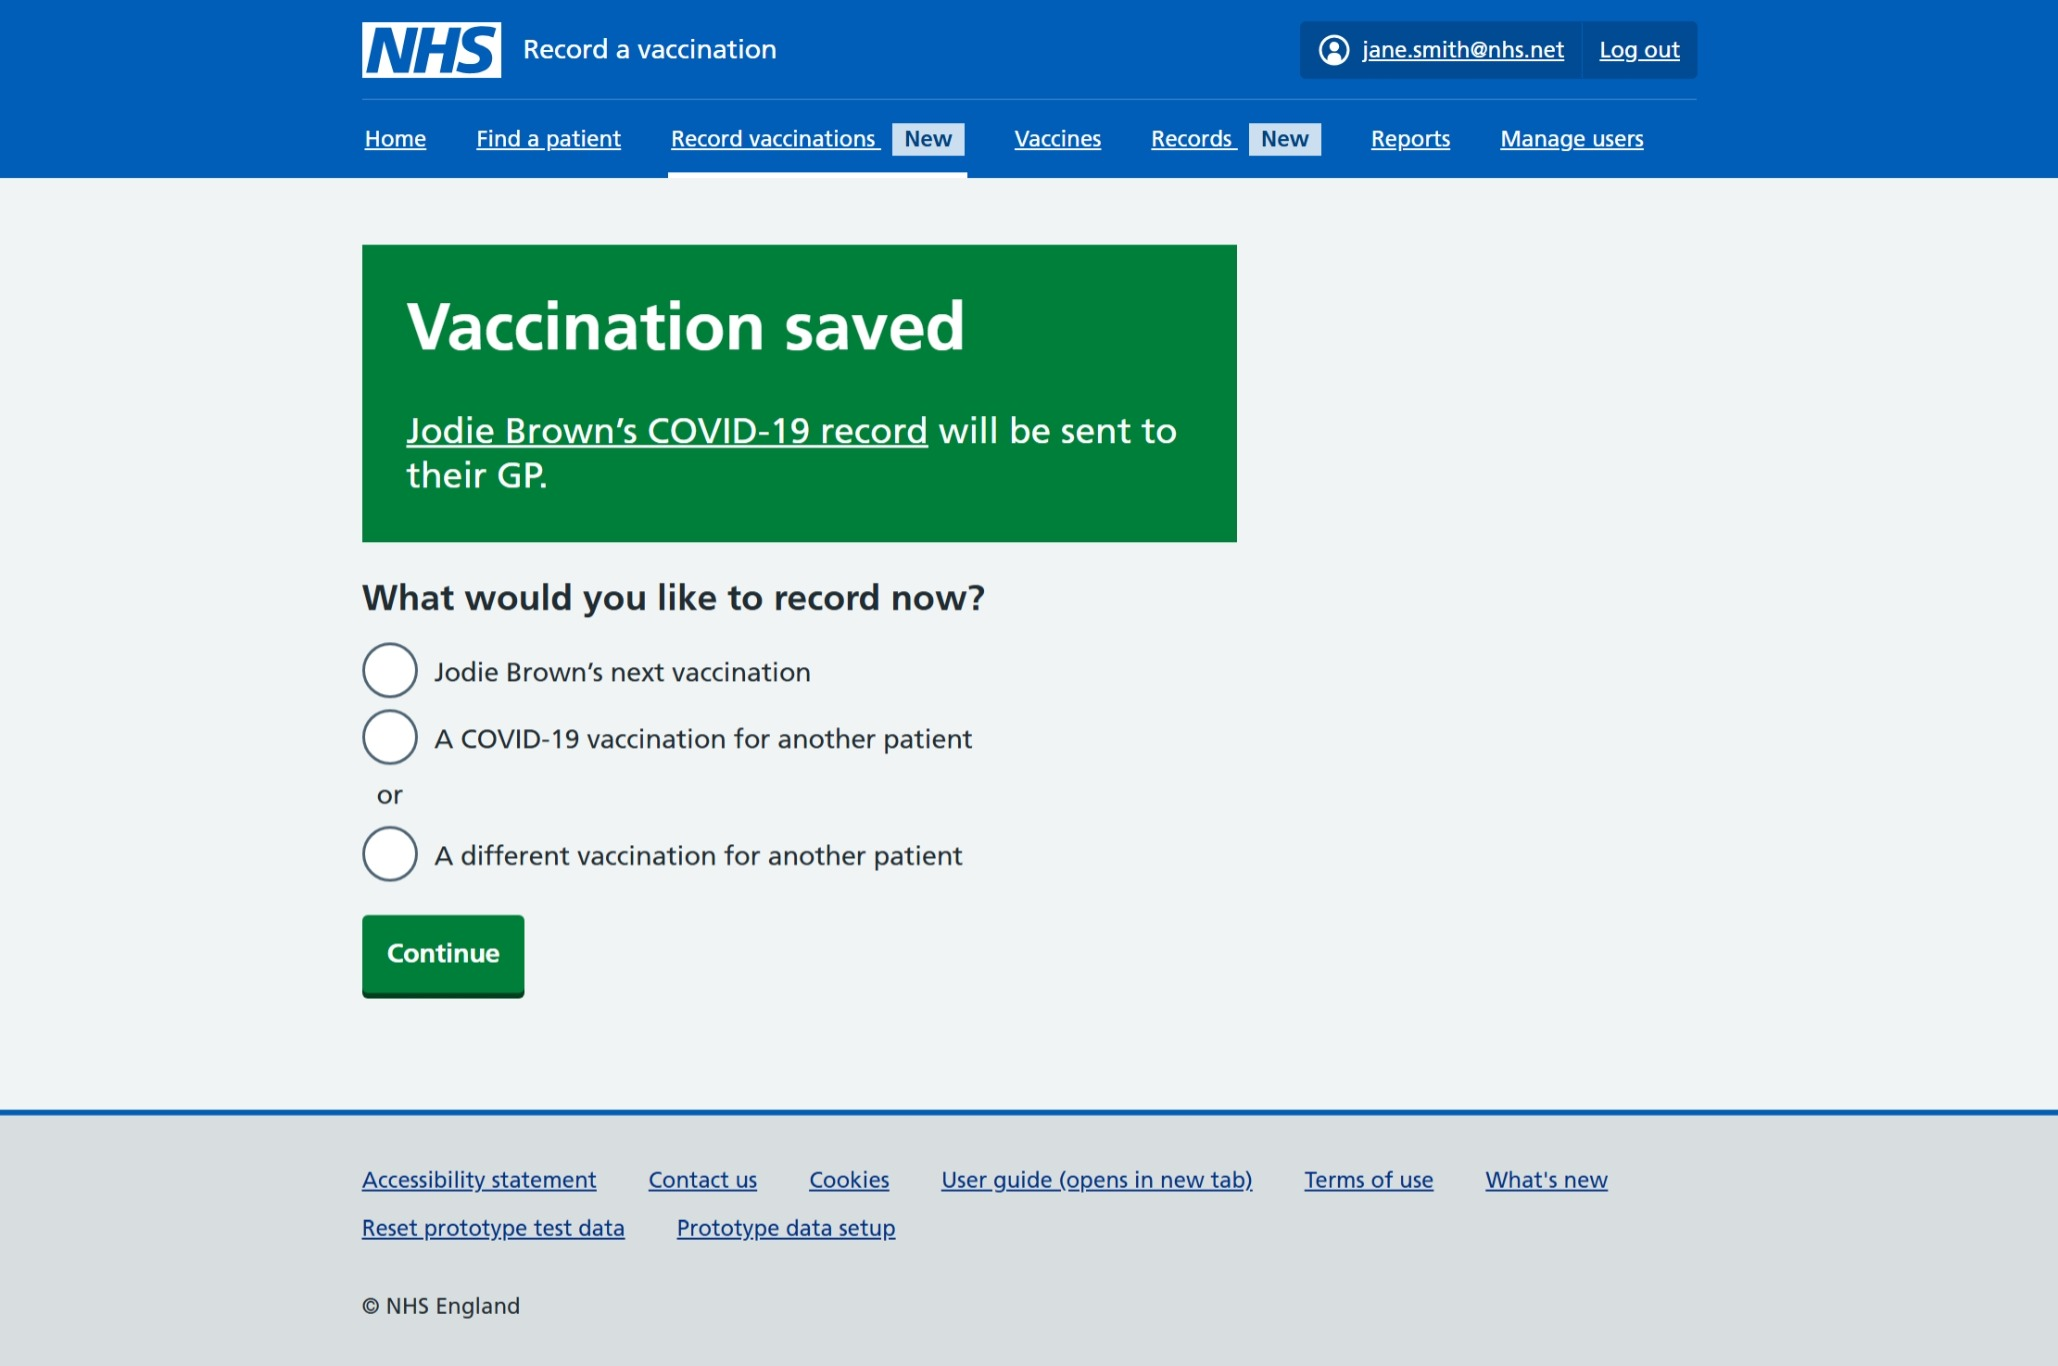 NHS Record a vaccination
jane.smith@nhs.net Log out
Home Find a patient Record vaccinations New Vaccines Records New Reports Manage users
Vaccination saved
Jodie Brown’s COVID-19 record will be sent to
their GP.
What would you like to record now?
Jodie Brown’s next vaccination
A COVID-19 vaccination for another patient
or
A different vaccination for another patient
Continue
Accessibility statement Contact us Cookies User guide (opens in new tab) Terms of use What's new
Reset prototype test data Prototype data setup
© NHS England